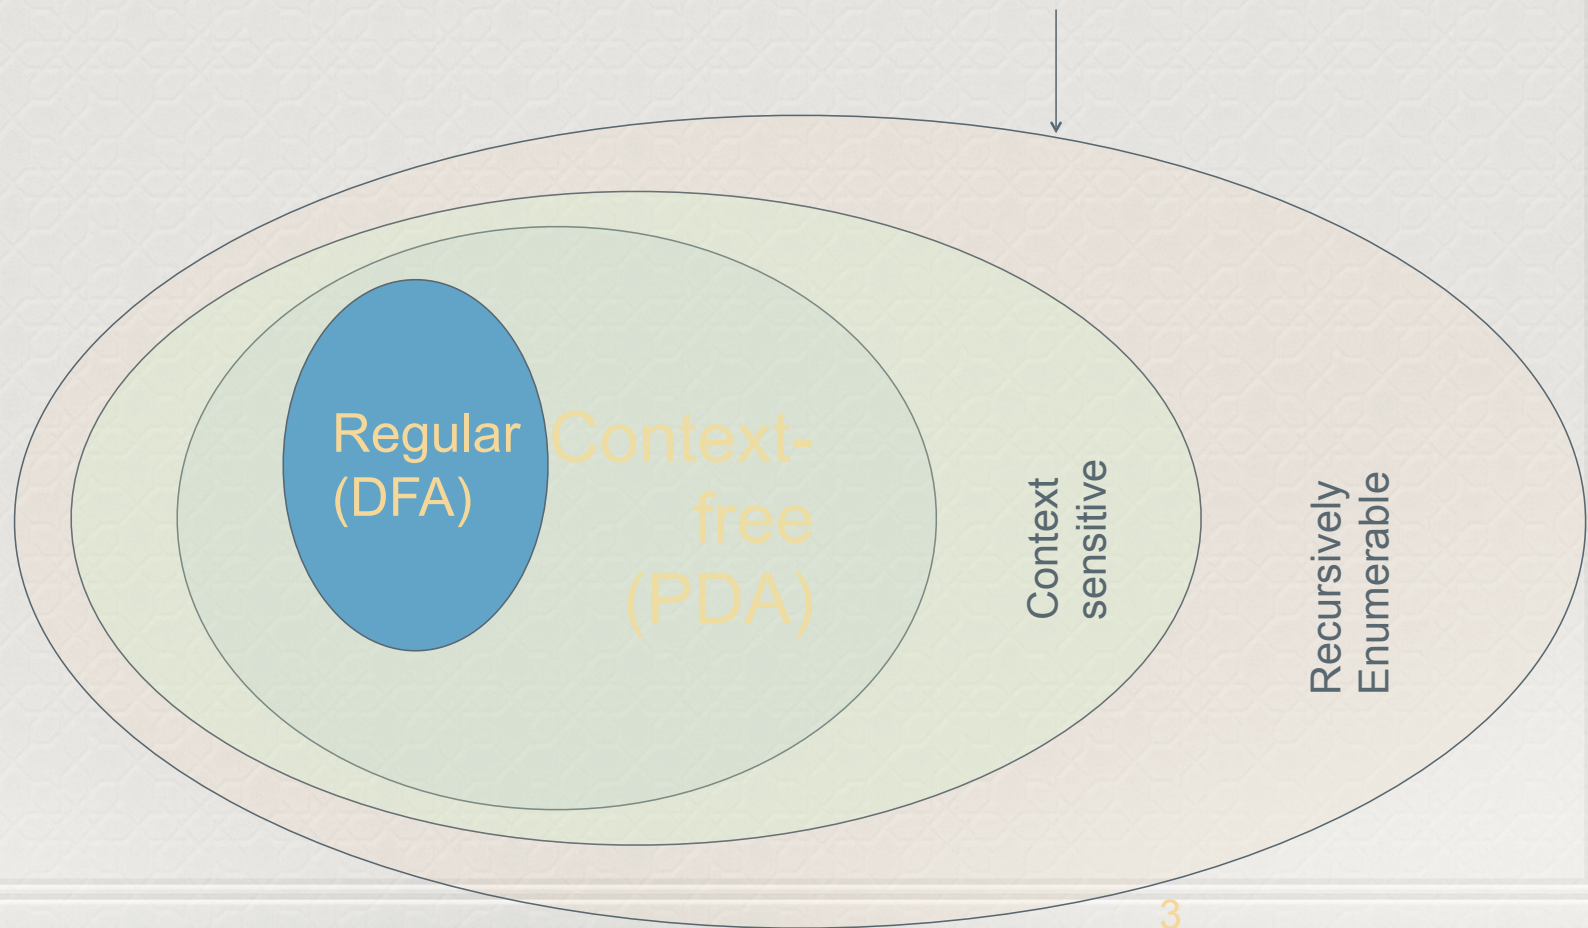 Regular
(DFA)
Context-
free
(PDA)
Context
sensitive
Recursively
Enumerable
3